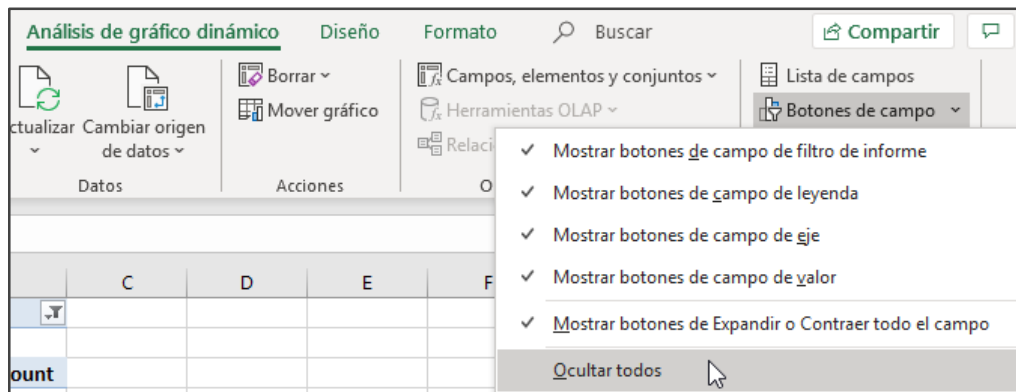 Análisis de gráfico dinámico Diseño Formato Buscar Compartir
Borrar Campos, elementos y conjuntos Lista de campos
ctualizar Cambiar origen de datos Mover gráfico Herramientas OLAP Botones de campo
Relaci
Datos Acciones O
Mostrar botones de campo de filtro de informe
Mostrar botones de campo de leyenda
Mostrar botones de campo de eje
Mostrar botones de campo de valor
Mostrar botones de Expandir o Contraer todo el campo
Ocultar todos
C D E F
ount